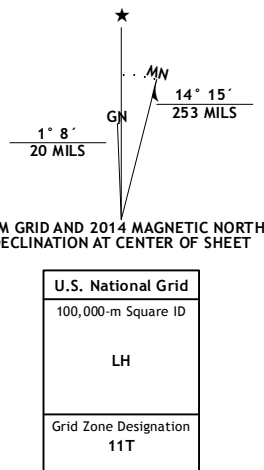 ★
MN
GN
1° 8´
20 MILS
14° 15´
253 MILS
M GRID AND 2014 MAGNETIC NORTH
DECLINATION AT CENTER OF SHEET
U.S. National Grid
100,000-m Square ID
LH
Grid Zone Designation
11T